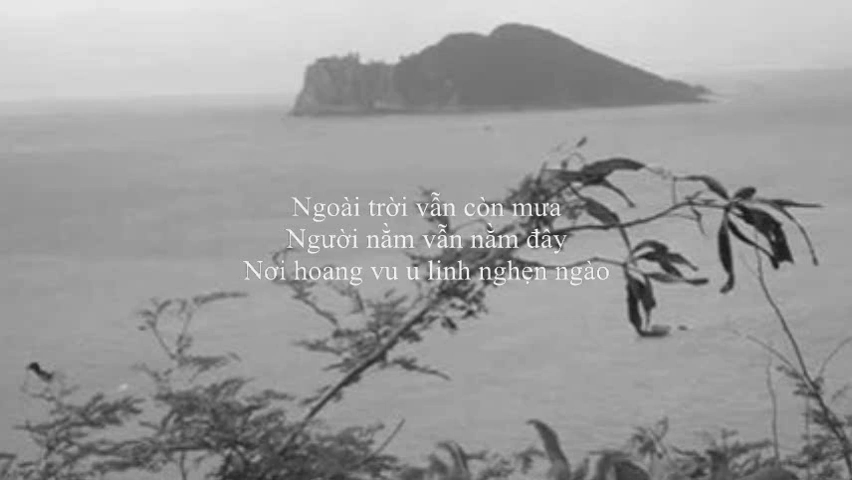 Ngoài trời vẫn còn mưa
Người nằm vẫn nằm đây
Nơi hoang vu u linh nghẹn ngào